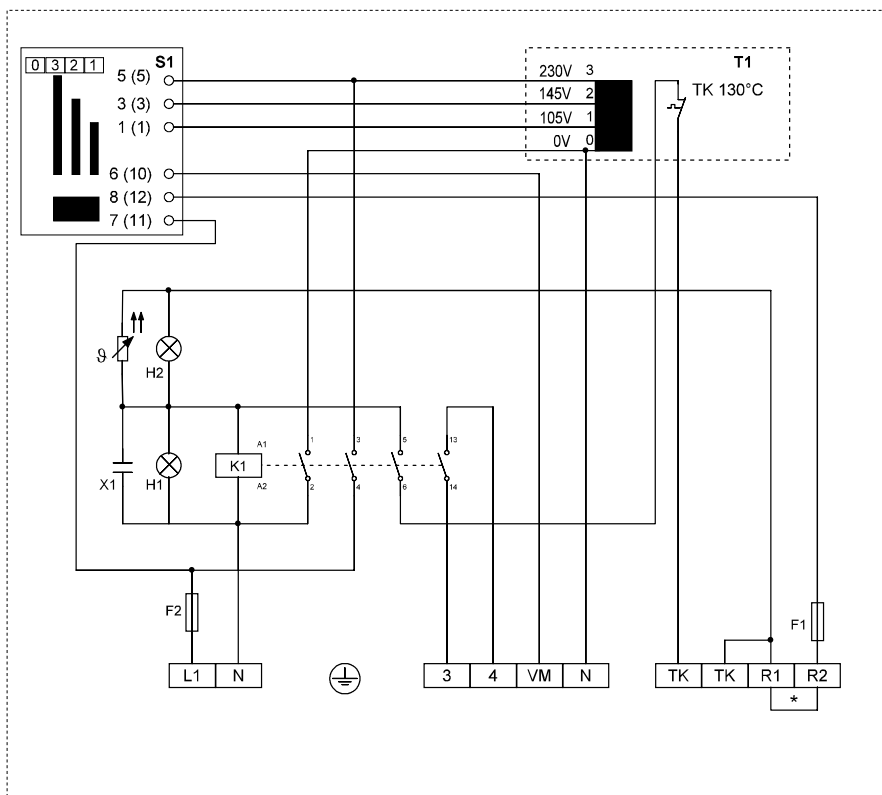 0 3 2 1
S1
5 (5)
3 (3)
1 (1)
6 (10)
8 (12)
7 (11)
T1
230V 3
145V 2
105V 1
0V 0
TK 130°C
ϑ
H2
X1
H1
K1
A1
A2
1
2
3
4
5
6
13
14
F2
F1
L1 N
3 4 VM N
TK TK R1 R2
*